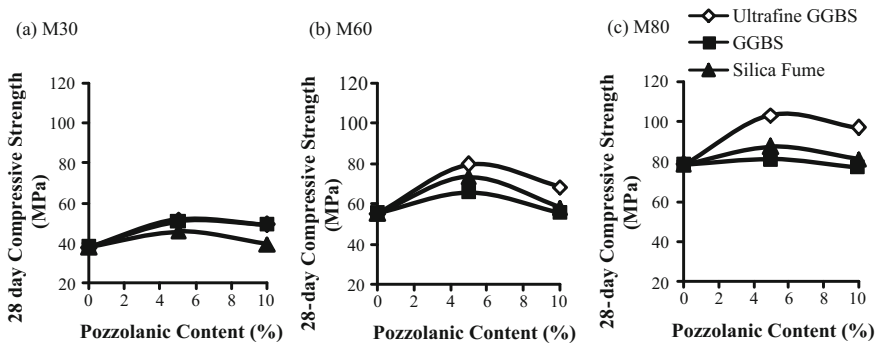 (a) M30
28 day Compressive Strength
(MPa)
120
100
80
60
40
20
0 2 4 6 8 10
Pozzolanic Content (%)
(b) M60
28-day Compressive Strength
(MPa)
120
100
80
60
40
20
0 2 4 6 8 10
Pozzolanic Content (%)
(c) M80
Ultrafine GGBS
GGBS
Silica Fume
28-day Compressive Strength
(MPa)
120
100
80
60
40
20
0 2 4 6 8 10
Pozzolanic Content (%)